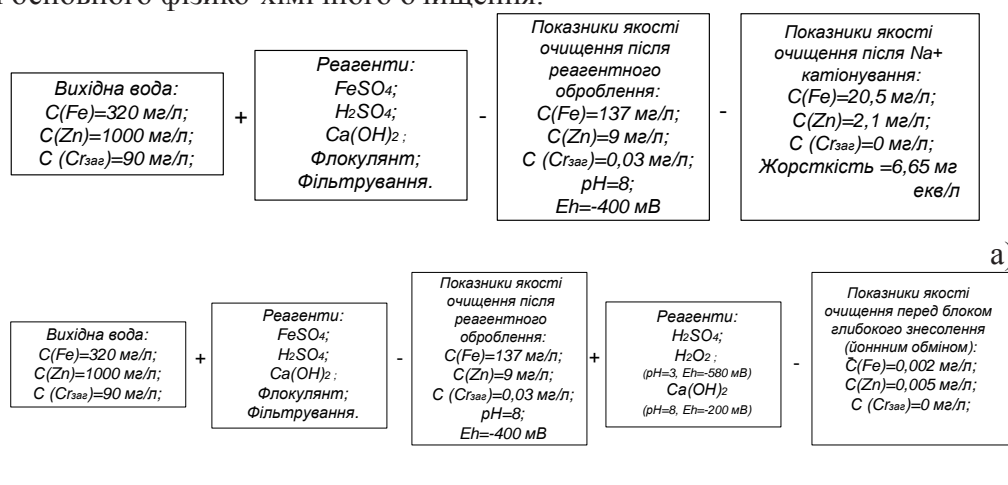 і основного фізико-хімічного очищення.
Вихідна вода:
C(Fe)=320 мг/л;
C(Zn)=1000 мг/л;
C (Crзаг)=90 мг/л;
+
Реагенти:
FeSO4;
H2SO4;
Ca(OH)2 ;
Флокулянт;
Фільтрування.
-
Показники якості
очищення після
реагентного
оброблення:
C(Fe)=137 мг/л;
C(Zn)=9 мг/л;
C (Crзаг)=0,03 мг/л;
pH=8;
Eh=-400 мВ
-
Показники якості
очищення після Na+
катіонування:
C(Fe)=20,5 мг/л;
C(Zn)=2,1 мг/л;
C (Crзаг)=0 мг/л;
Жорсткість =6,65 мг
екв/л
а)
Вихідна вода:
C(Fe)=320 мг/л;
C(Zn)=1000 мг/л;
C (Crзаг)=90 мг/л;
+
Реагенти:
FeSO4;
H2SO4;
Ca(OH)2 ;
Флокулянт;
Фільтрування.
-
Показники якості
очищення після
реагентного
оброблення:
C(Fe)=137 мг/л;
C(Zn)=9 мг/л;
C (Crзаг)=0,03 мг/л;
pH=8;
Eh=-400 мВ
+
Реагенти:
H2SO4;
H2O2 ;
(pH=3, Eh=-580 мВ)
Ca(OH)2
(pH=8, Eh=-200 мВ)
-
Показники якості
очищення перед блоком
глибокого знесолення
(йоннним обміном):
C(Fe)=0,002 мг/л;
C(Zn)=0,005 мг/л;
C (Crзаг)=0 мг/л;